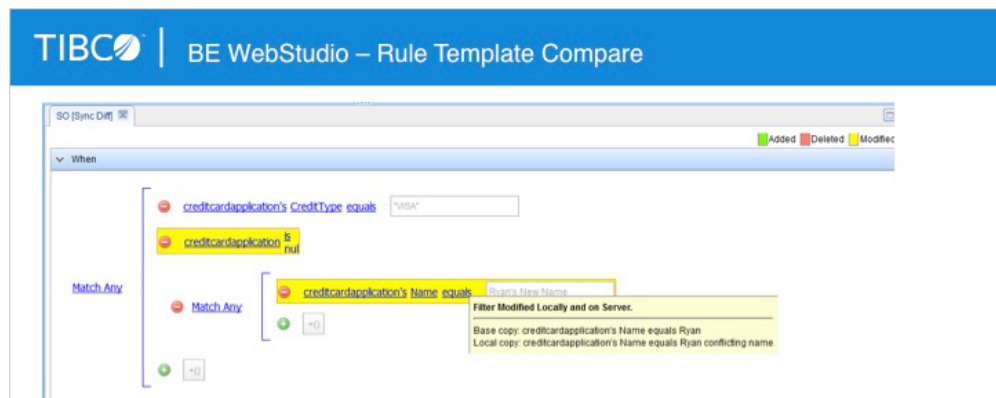 TIBCO™ | BE WebStudio – Rule Template Compare
SO [Sync Diff]
Added Deleted Modified
When
creditcardapplication's CreditType equals "VISA"
creditcardapplication is nul
Match Any
creditcardapplication's Name equals Ryan's New Name
Match Any
Filter Modified Locally and on Server.
+()
Base copy: creditcardapplication's Name equals Ryan
Local copy: creditcardapplication's Name equals Ryan conflicting name
+()